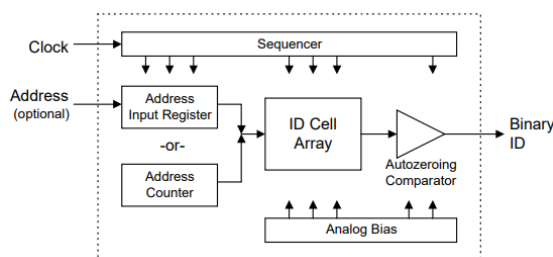 Clock
Sequencer
Address
(optional)
Address
Input Register
-or-
Address
Counter
ID Cell
Array
Autozeroing
Comparator
Binary
ID
Analog Bias